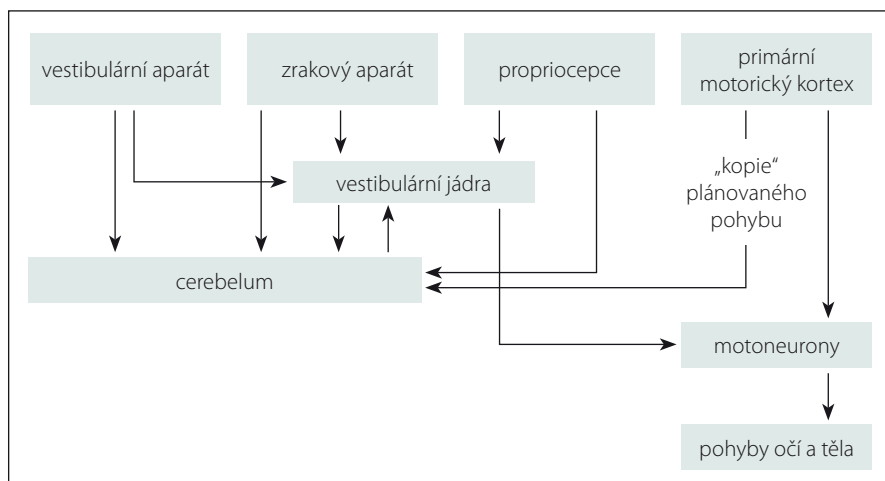 vestibulární aparát
zrakový aparát
propriocepce
primární
motorický kortex
„kopie“
plánovaného
pohybu
vestibulární jádra
cerebelum
motoneurony
pohyby očí a těla